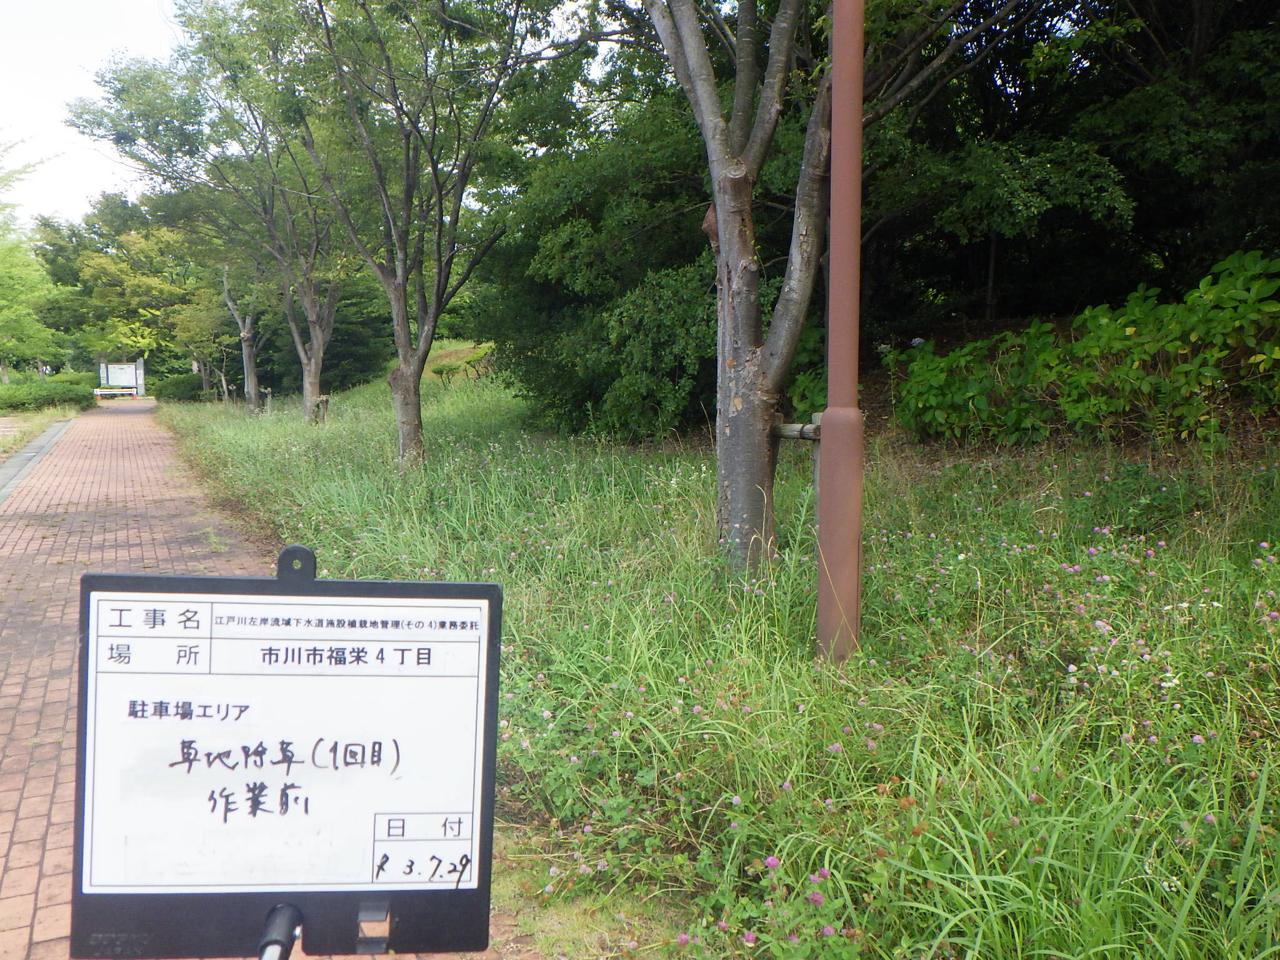 工事名 江戸川左岸流域下水道施設植栽地管理(その4)業務委託
場所 市川市福栄4丁目
駐車場エリア
草地除草(1回目)
作業前
日付
R3.7.29